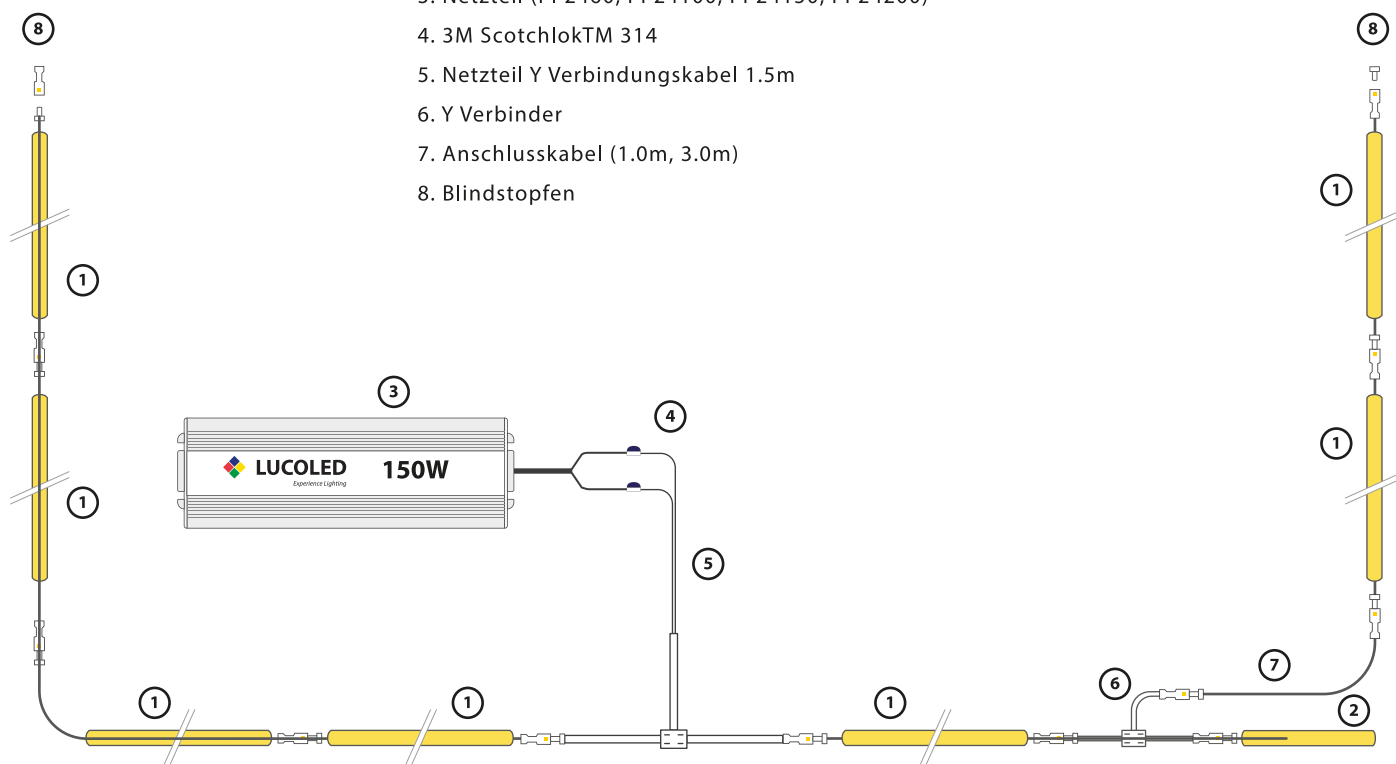 8
8
3. Netzteil
4. 3M ScotchlokTM 314
5. Netzteil Y Verbindungskabel 1.5m
6. Y Verbinder
7. Anschlusskabel (1.0m, 3.0m)
8. Blindstopfen
1
1
3
4
LUCOLED 150W
Experience Lighting
1
1
5
7
6
1
1
1
2